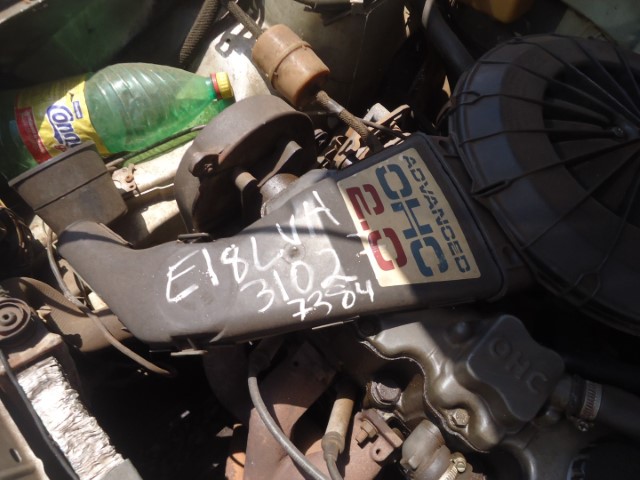 ADVANCED
OHC
2.0
E18LVH
3102
7384
OHC